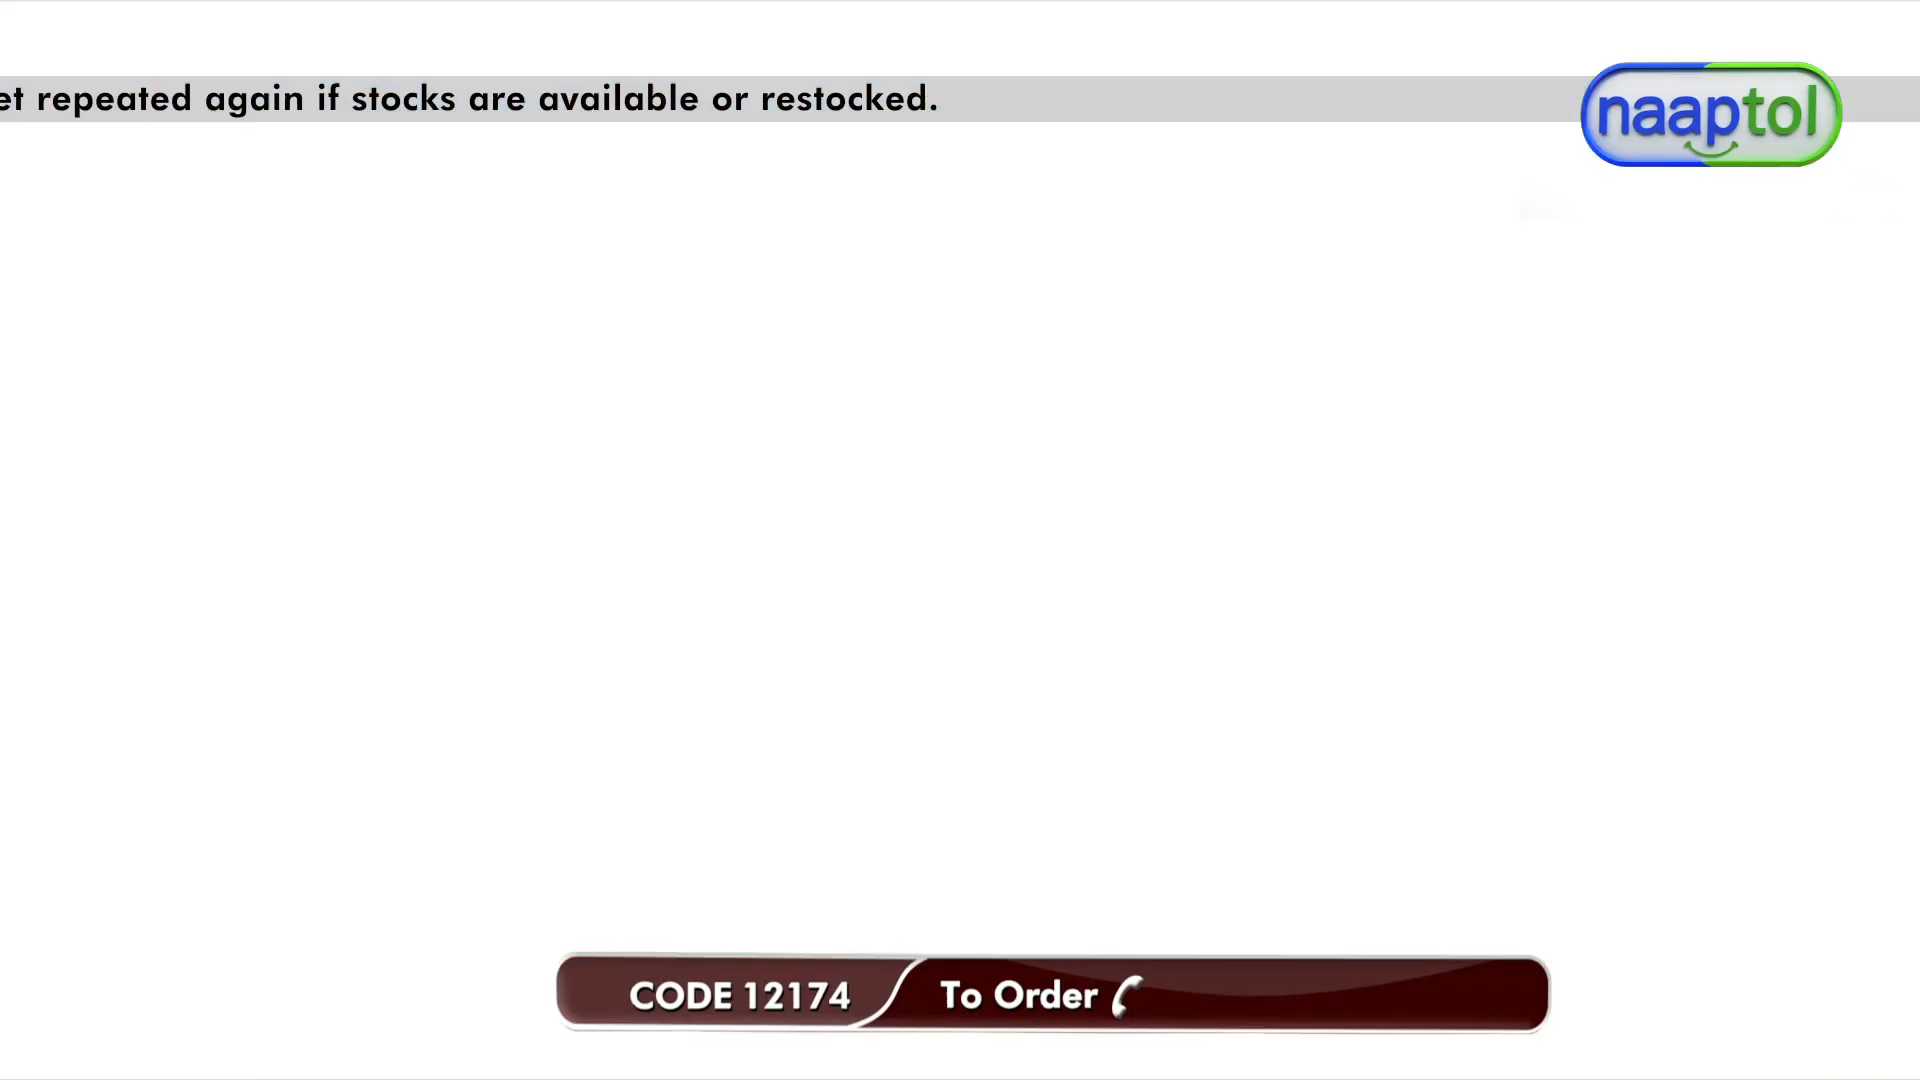 et repeated again if stocks are available or restocked.
naaptol
CODE 12174 To Order